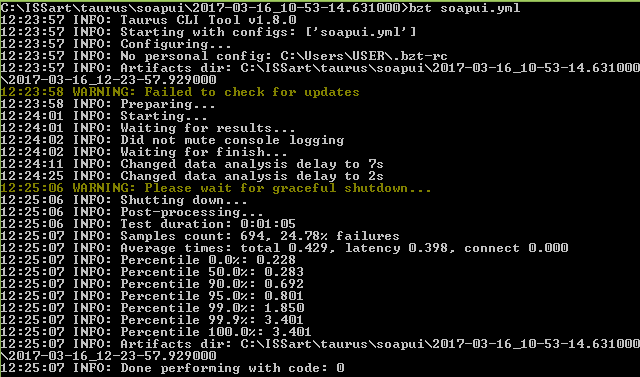 C:\ISSart\taurus\soapui\2017-03-16_10-53-14.631000>bzt soapui.yml
12:23:57 INFO: Taurus CLI Tool v1.8.0
12:23:57 INFO: Starting with configs: ['soapui.yml']
12:23:57 INFO: Configuring...
12:23:57 INFO: No personal config: C:\Users\USER\.bzt-rc
12:23:57 INFO: Artifacts dir: C:\ISSart\taurus\soapui\2017-03-16_10-53-14.631000
\2017-03-16_12-23-57.929000
12:23:58 WARNING: Failed to check for updates
12:23:58 INFO: Preparing...
12:24:01 INFO: Starting...
12:24:01 INFO: Waiting for results...
12:24:02 INFO: Did not mute console logging
12:24:02 INFO: Waiting for finish...
12:24:11 INFO: Changed data analysis delay to 7s
12:24:25 INFO: Changed data analysis delay to 2s
12:25:06 WARNING: Please wait for graceful shutdown...
12:25:06 INFO: Shutting down...
12:25:06 INFO: Post-processing...
12:25:06 INFO: Test duration: 0:01:05
12:25:07 INFO: Samples count: 694, 24.78% failures
12:25:07 INFO: Average times: total 0.429, latency 0.398, connect 0.000
12:25:07 INFO: Percentile 0.0%: 0.228
12:25:07 INFO: Percentile 50.0%: 0.283
12:25:07 INFO: Percentile 90.0%: 0.692
12:25:07 INFO: Percentile 95.0%: 0.801
12:25:07 INFO: Percentile 99.0%: 1.850
12:25:07 INFO: Percentile 99.9%: 3.401
12:25:07 INFO: Percentile 100.0%: 3.401
12:25:07 INFO: Artifacts dir: C:\ISSart\taurus\soapui\2017-03-16_10-53-14.631000
\2017-03-16_12-23-57.929000
12:25:07 INFO: Done performing with code: 0